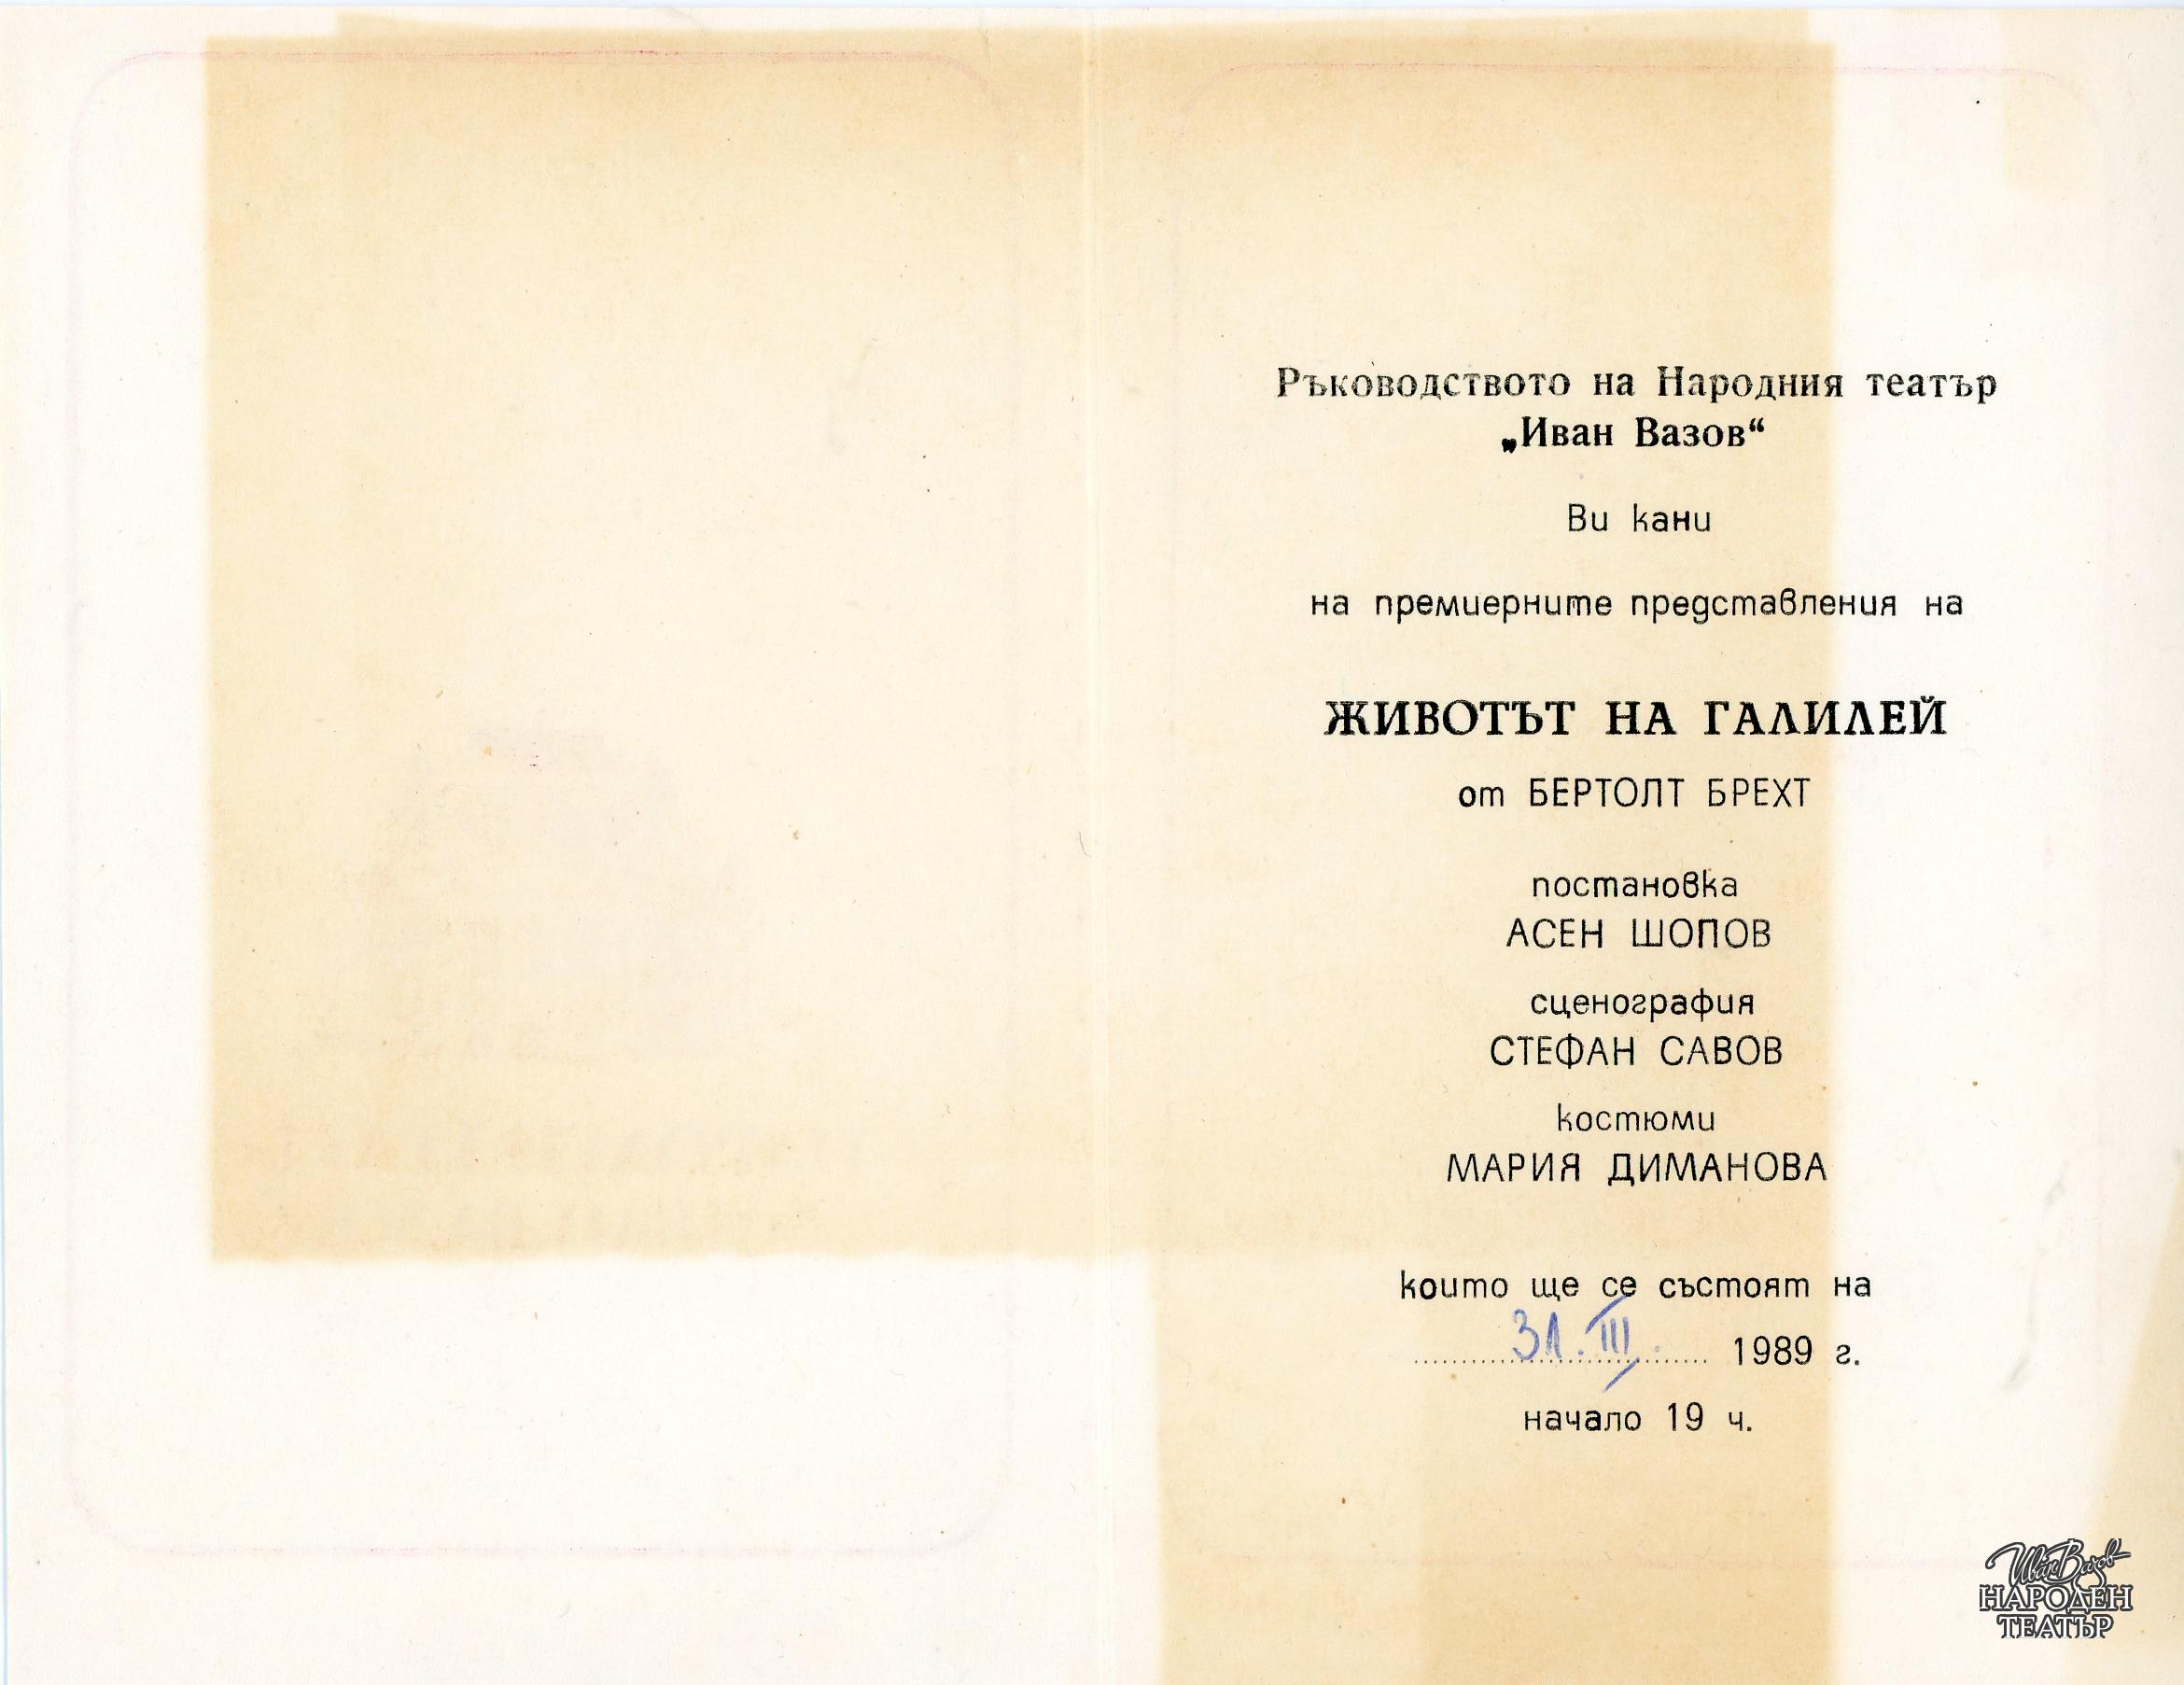 Ръководството на Народния театър
„Иван Вазов“
Ви кани
на премиерните представления на
ЖИВОТЪТ НА ГАЛИЛЕЙ
от БЕРТОЛТ БРЕХТ
постановка
АСЕН ШОПОВ
сценография
СТЕФАН САВОВ
костюми
МАРИЯ ДИМАНОВА
които ще се състоят на
31. III. 1989 г.
начало 19 ч.
Иван Вазов
НАРОДЕН
ТЕАТЪР